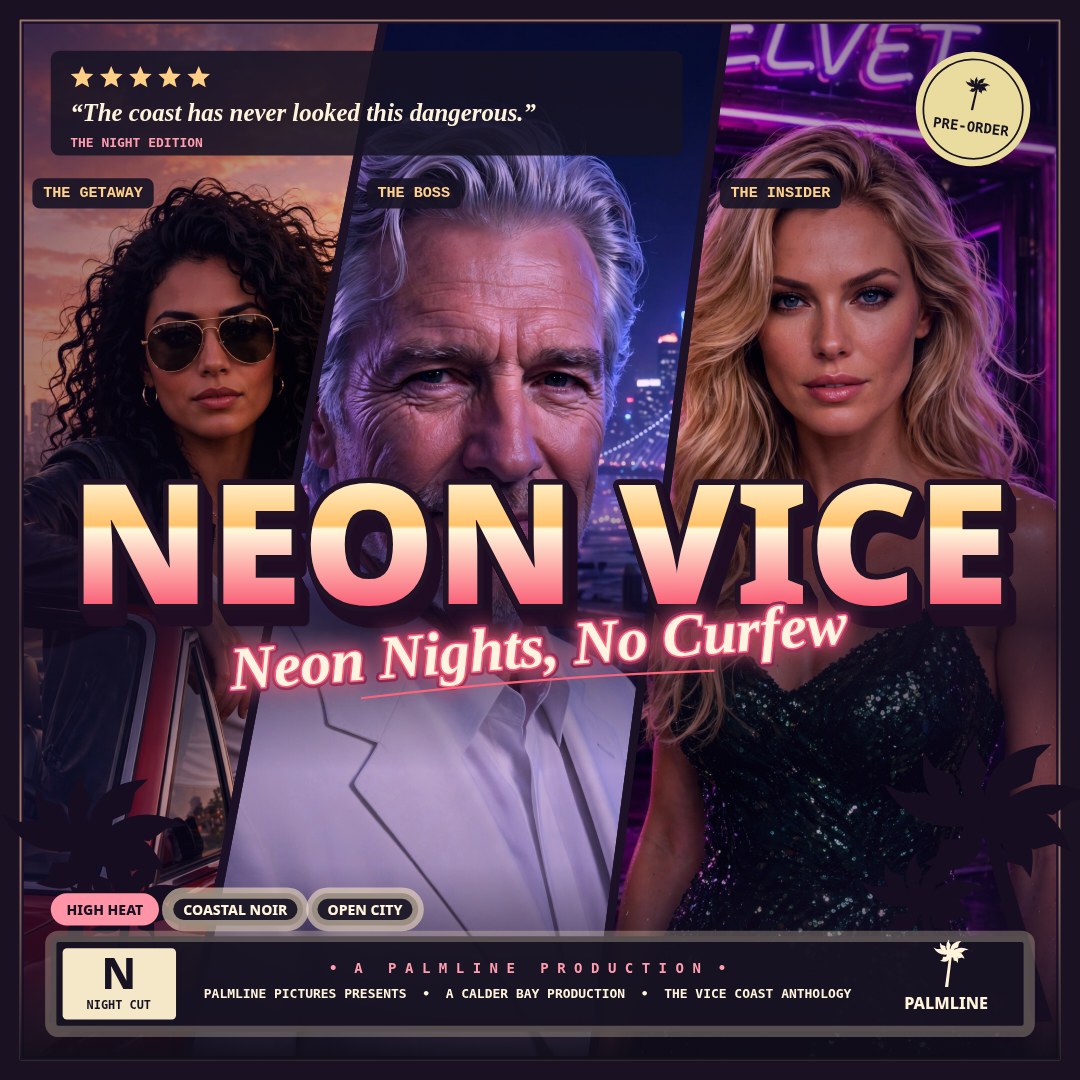 ★★★★★
“The coast has never looked this dangerous.”
THE NIGHT EDITION
PRE-ORDER
THE GETAWAY
THE BOSS
THE INSIDER
NEON VICE
Neon Nights, No Curfew
HIGH HEAT
COASTAL NOIR
OPEN CITY
N
NIGHT CUT
• A PALMLINE PRODUCTION •
PALMLINE PICTURES PRESENTS • A CALDER BAY PRODUCTION • THE VICE COAST ANTHOLOGY
PALMLINE